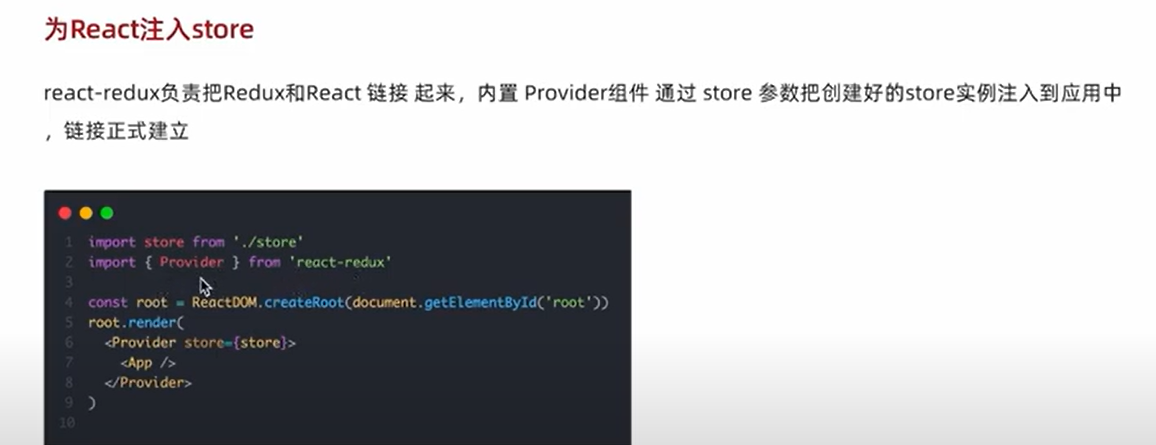 为React注入store
react-redux负责把Redux和React 链接 起来，内置 Provider组件 通过 store 参数把创建好的store实例注入到应用中
，链接正式建立
1 import store from './store'
2 import { Provider } from 'react-redux'
3
4 const root = ReactDOM.createRoot(document.getElementById('root'))
5 root.render(
6   <Provider store={store}>
7     <App />
8   </Provider>
9 )
10